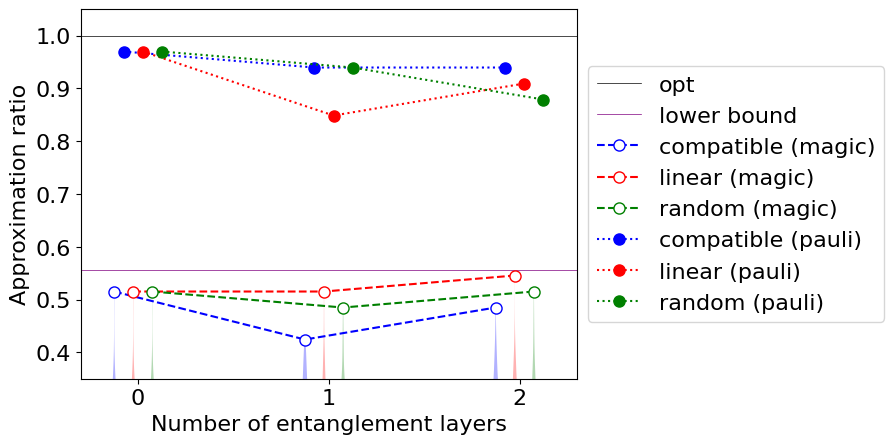 1.0
0.9
0.8
0.7
0.6
0.5
0.4
Approximation ratio
0 1 2
Number of entanglement layers
opt
lower bound
compatible (magic)
linear (magic)
random (magic)
compatible (pauli)
linear (pauli)
random (pauli)